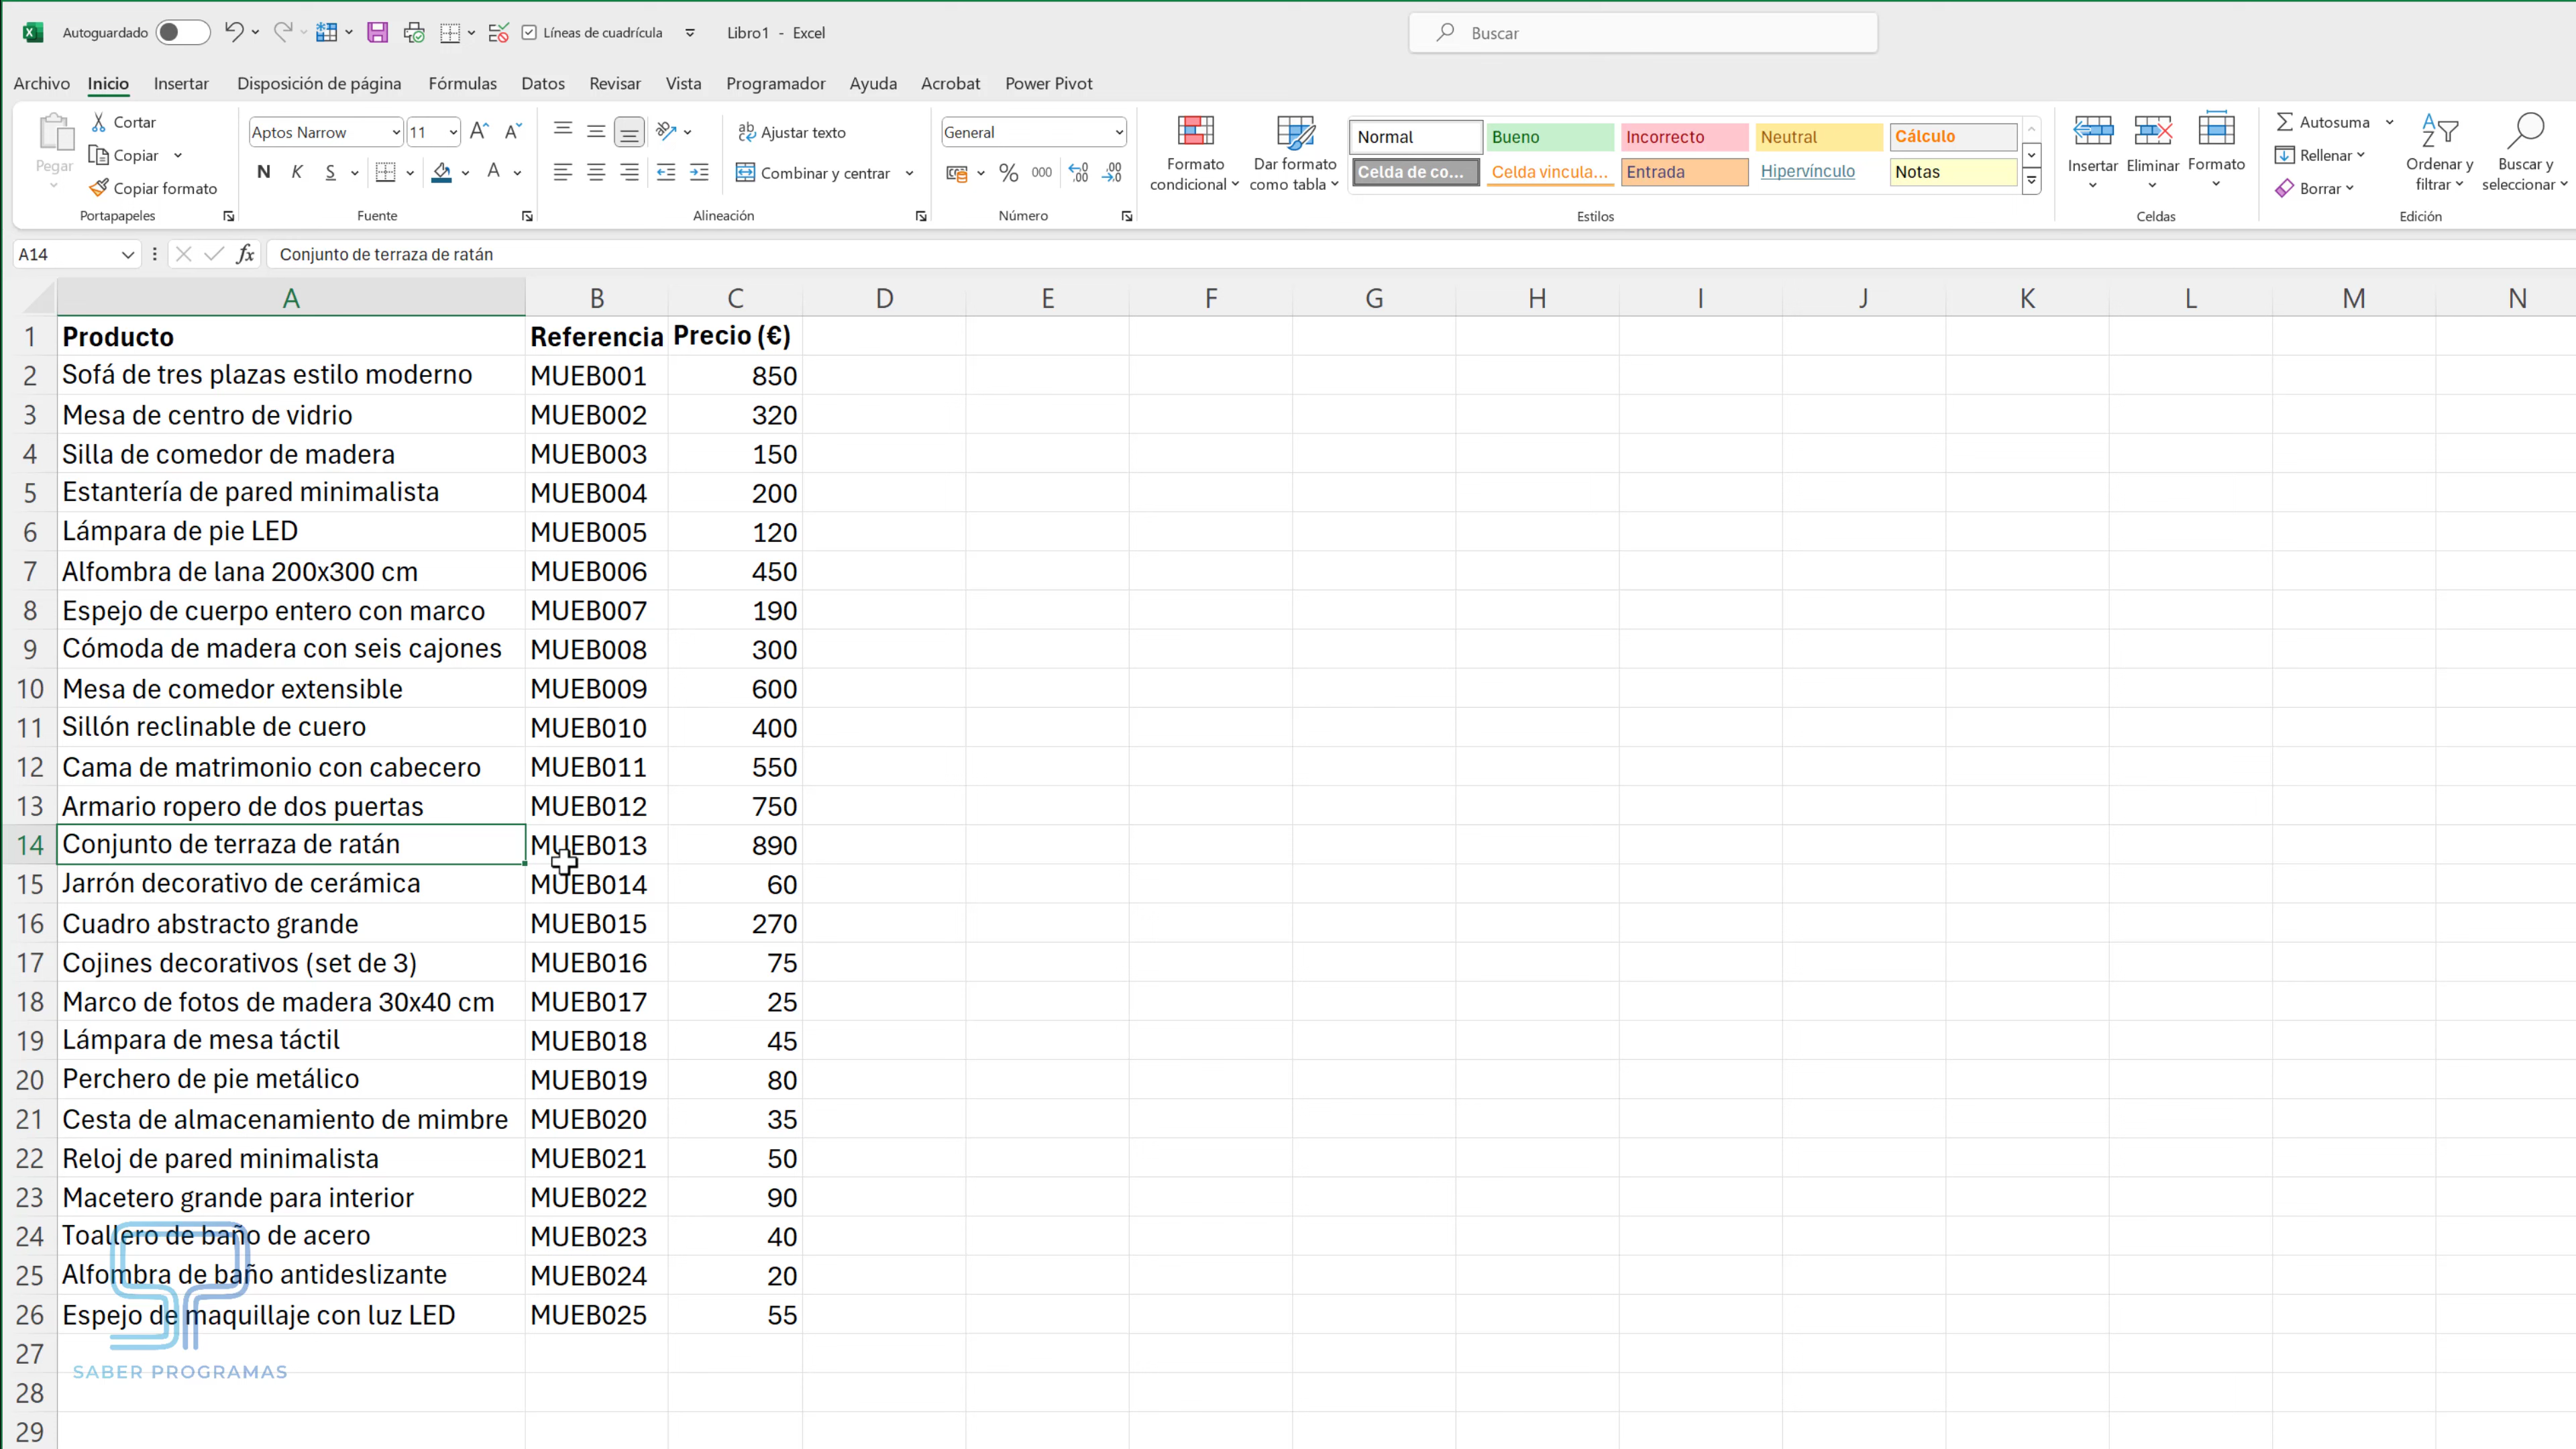 Autoguardado Líneas de cuadrícula Libro1 - Excel Buscar
Archivo Inicio Insertar Disposición de página Fórmulas Datos Revisar Vista Programador Ayuda Acrobat Power Pivot
Pegar
Cortar
Copiar
Copiar formato
Portapapeles
Aptos Narrow 11
N K S
Fuente
Ajustar texto
Combinar y centrar
Alineación
General
% 000
Número
Formato condicional
Dar formato como tabla
Normal Bueno Incorrecto Neutral Cálculo
Celda de co... Celda vincula... Entrada Hipervínculo Notas
Estilos
Insertar Eliminar Formato
Celdas
Autosuma
Rellenar
Borrar
Ordenar y filtrar
Buscar y seleccionar
Edición
A14 fx Conjunto de terraza de ratán
A B C D E F G H I J K L M N
1 Producto Referencia Precio (€)
2 Sofá de tres plazas estilo moderno MUEB001 850
3 Mesa de centro de vidrio MUEB002 320
4 Silla de comedor de madera MUEB003 150
5 Estantería de pared minimalista MUEB004 200
6 Lámpara de pie LED MUEB005 120
7 Alfombra de lana 200x300 cm MUEB006 450
8 Espejo de cuerpo entero con marco MUEB007 190
9 Cómoda de madera con seis cajones MUEB008 300
10 Mesa de comedor extensible MUEB009 600
11 Sillón reclinable de cuero MUEB010 400
12 Cama de matrimonio con cabecero MUEB011 550
13 Armario ropero de dos puertas MUEB012 750
14 Conjunto de terraza de ratán MUEB013 890
15 Jarrón decorativo de cerámica MUEB014 60
16 Cuadro abstracto grande MUEB015 270
17 Cojines decorativos (set de 3) MUEB016 75
18 Marco de fotos de madera 30x40 cm MUEB017 25
19 Lámpara de mesa táctil MUEB018 45
20 Perchero de pie metálico MUEB019 80
21 Cesta de almacenamiento de mimbre MUEB020 35
22 Reloj de pared minimalista MUEB021 50
23 Macetero grande para interior MUEB022 90
24 Toallero de baño de acero MUEB023 40
25 Alfombra de baño antideslizante MUEB024 20
26 Espejo de maquillaje con luz LED MUEB025 55
27
SABER PROGRAMAS
28
29